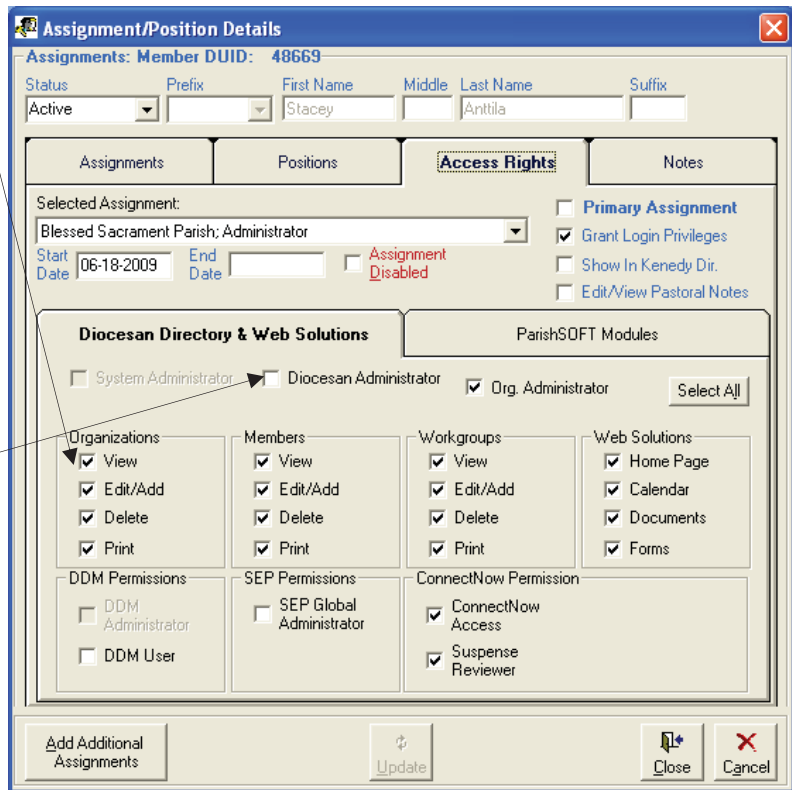 Assignment/Position Details
Assignments: Member DUID: 48669
Status Prefix First Name Middle Last Name Suffix
Active Stacey Anttila
Assignments Positions Access Rights Notes
Selected Assignment:
Primary Assignment
Blessed Sacrament Parish; Administrator
Grant Login Privileges
Start Date 06-18-2009 End Date Assignment Disabled
Show In Kenedy Dir.
Edit/View Pastoral Notes
Diocesan Directory & Web Solutions ParishSOFT Modules
System Administrator Diocesan Administrator Org. Administrator Select All
Organizations Members Workgroups Web Solutions
View View View Home Page
Edit/Add Edit/Add Edit/Add Calendar
Delete Delete Delete Documents
Print Print Print Forms
DDM Permissions SEP Permissions ConnectNow Permission
DDM Administrator SEP Global Administrator ConnectNow Access
DDM User Suspense Reviewer
Add Additional Assignments Update Close Cancel